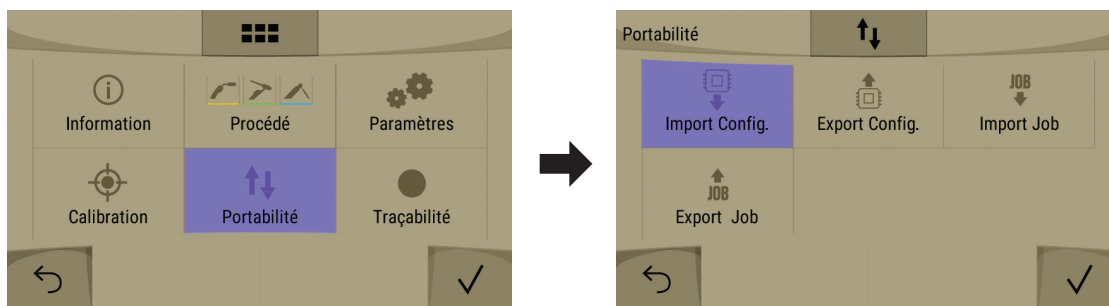 Information Procédé Paramètres
Calibration Portabilité Traçabilité
Portabilité
JOB
Import Config. Export Config. Import Job
JOB
Export Job